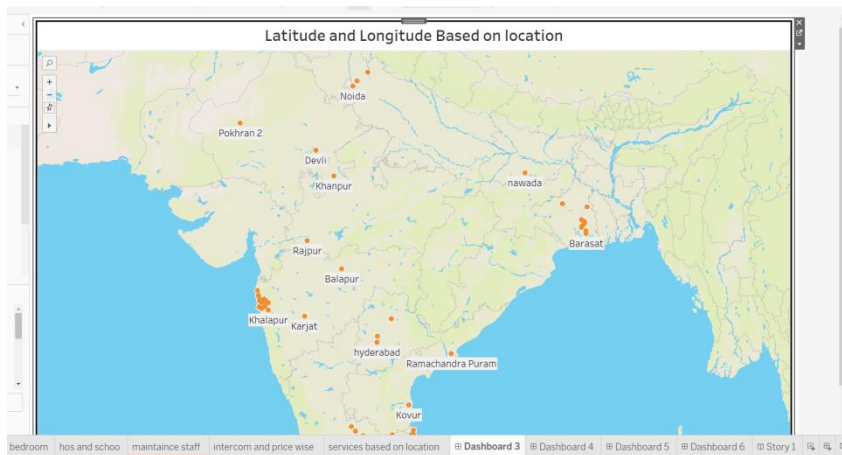 Latitude and Longitude Based on location
Noida
Pokhran 2
Devli
Khanpur
nawada
Rajpur
Barasat
Balapur
Khalapur
Karjat
hyderabad
Ramachandra Puram
Kovur
bedroom
hos and schoo
maintaince staff
intercom and price wise
services based on location
Dashboard 3
Dashboard 4
Dashboard 5
Dashboard 6
Story 1